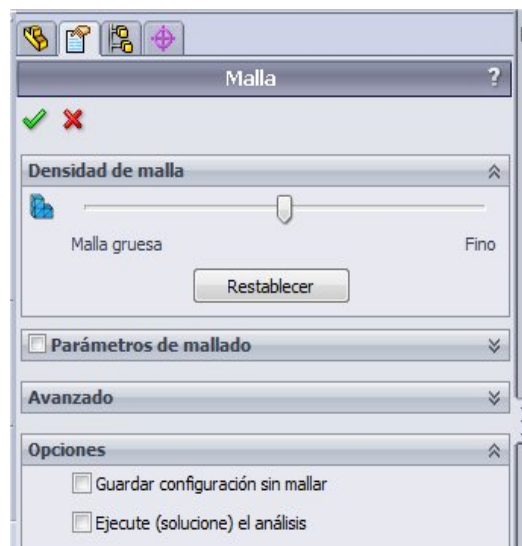 Malla ?
Densidad de malla
Malla gruesa Fino
Restablecer
Parámetros de mallado
Avanzado
Opciones
Guardar configuración sin mallar
Ejecute (solucione) el análisis